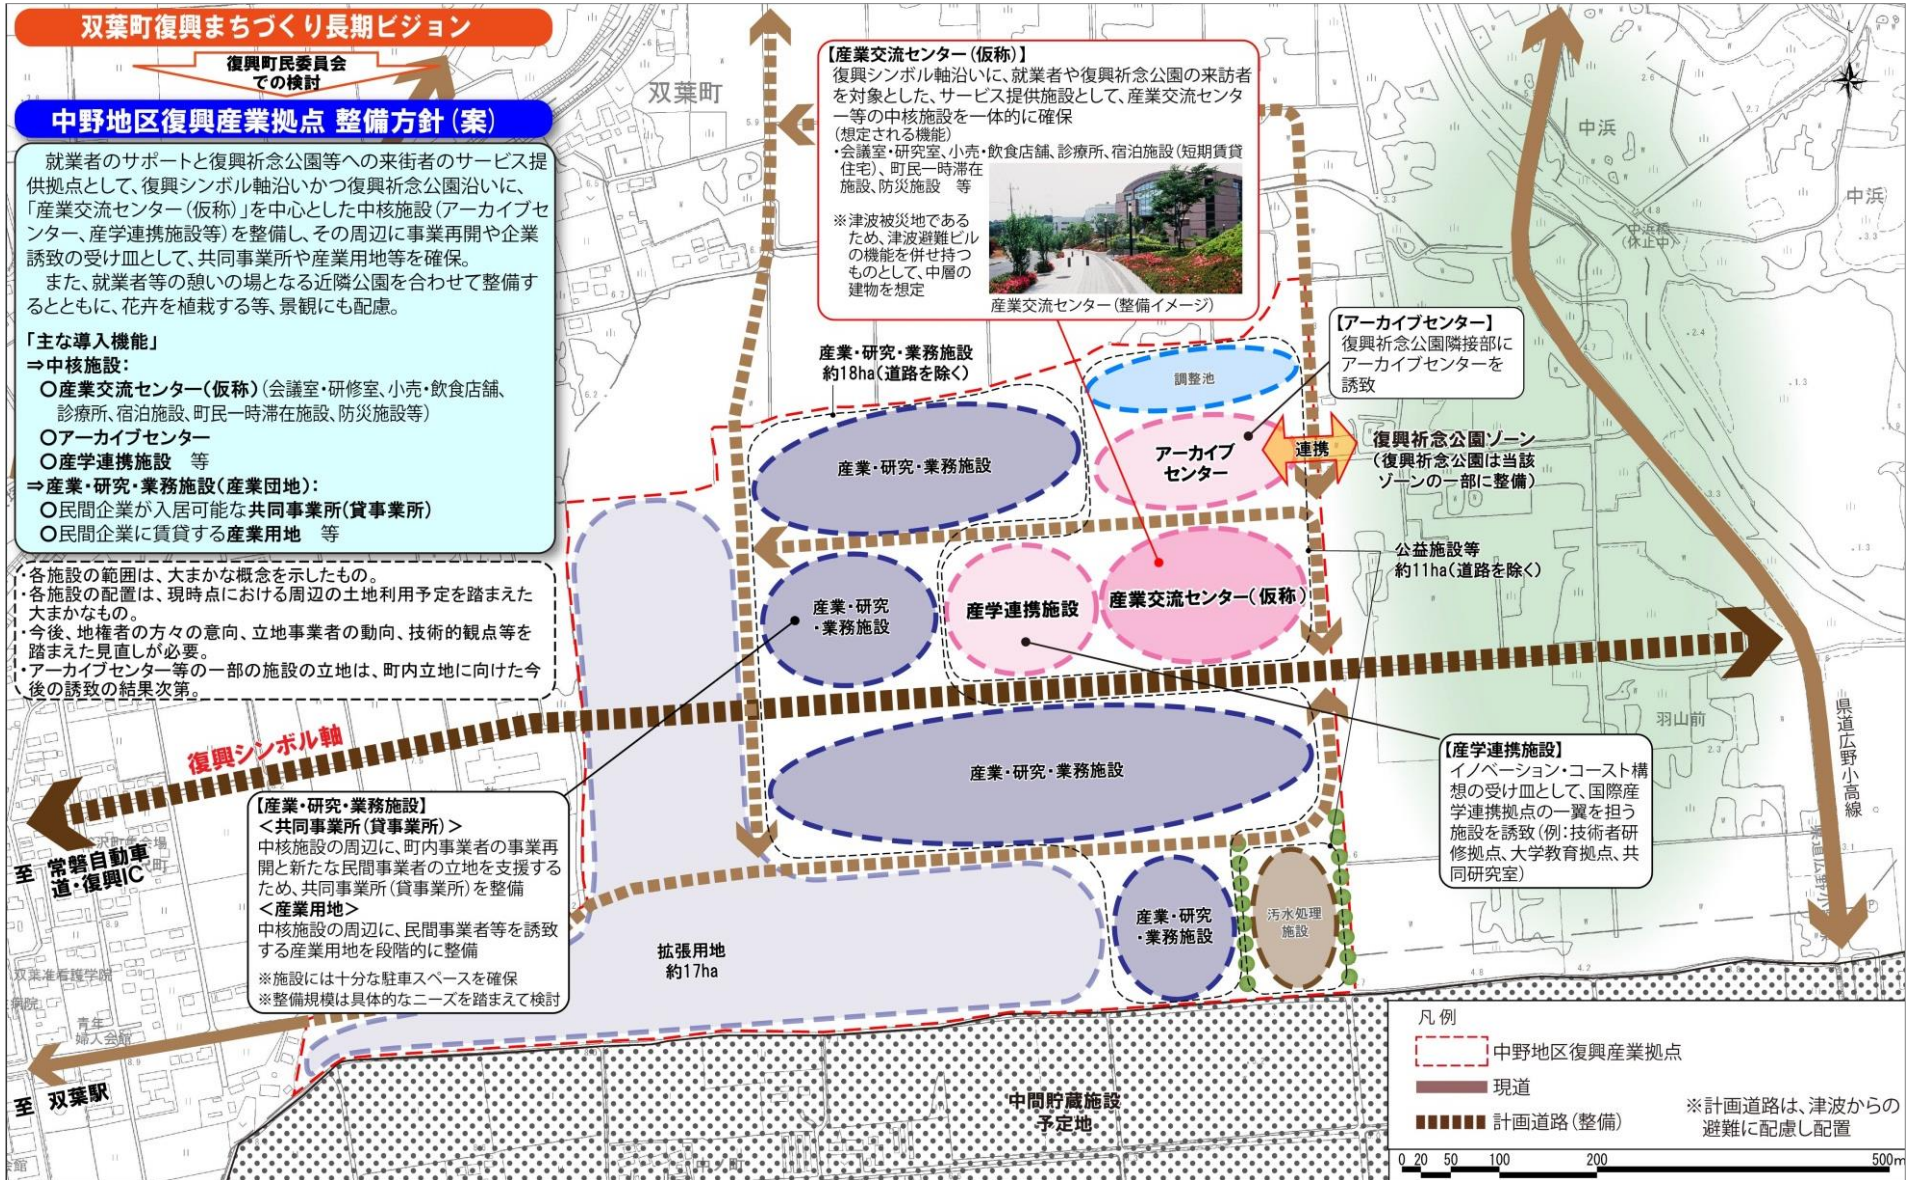 双葉町復興まちづくり長期ビジョン
復興町民委員会
での検討
中野地区復興産業拠点 整備方針(案)
就業者のサポートと復興祈念公園等への来街者のサービス提
供拠点として、復興シンボル軸沿いかつ復興祈念公園沿いに、
「産業交流センター(仮称)」を中心とした中核施設(アーカイブセ
ンター、産学連携施設等)を整備し、その周辺に事業再開や企業
誘致の受け皿として、共同事業所や産業用地等を確保。
また、就業者等の憩いの場となる近隣公園を合わせて整備す
るとともに、花卉を植栽する等、景観にも配慮。
「主な導入機能」
⇒中核施設:
○産業交流センター(仮称)(会議室・研修室、小売・飲食店舗、
診療所、宿泊施設、町民一時滞在施設、防災施設等)
○アーカイブセンター
○産学連携施設 等
⇒産業・研究・業務施設(産業団地):
○民間企業が入居可能な共同事業所(貸事業所)
○民間企業に賃貸する産業用地 等
・各施設の範囲は、大まかな概念を示したもの。
・各施設の配置は、現時点における周辺の土地利用予定を踏まえた
大まかなもの。
・今後、地権者の方々の意向、立地事業者の動向、技術的観点等を
踏まえた見直しが必要。
・アーカイブセンター等の一部の施設の立地は、町内立地に向けた今
後の誘致の結果次第。
双葉町
【産業交流センター(仮称)】
復興シンボル軸沿いに、就業者や復興祈念公園の来訪者
を対象とした、サービス提供施設として、産業交流センタ
ー等の中核施設を一体的に確保
(想定される機能)
・会議室・研究室、小売・飲食店舗、診療所、宿泊施設(短期賃貸
住宅)、町民一時滞在
施設、防災施設 等
※津波被災地である
ため、津波避難ビル
の機能を併せ持つ
ものとして、中層の
建物を想定
産業交流センター(整備イメージ)
中浜
中浜
中浜橋
(休止中)
【アーカイブセンター】
復興祈念公園隣接部に
アーカイブセンターを
誘致
産業・研究・業務施設
約18ha(道路を除く)
調整池
産業・研究・業務施設
アーカイブ
センター
連携
復興祈念公園ゾーン
(復興祈念公園は当該
ゾーンの一部に整備)
公益施設等
約11ha(道路を除く)
産業・研究
・業務施設
産学連携施設
産業交流センター(仮称)
復興シンボル軸
産業・研究・業務施設
羽山前
県道広野小高線
【産学連携施設】
イノベーション・コースト構
想の受け皿として、国際産
学連携拠点の一翼を担う
施設を誘致(例:技術者研
修拠点、大学教育拠点、共
同研究室)
【産業・研究・業務施設】
<共同事業所(貸事業所)>
中核施設の周辺に、町内事業者の事業再
開と新たな民間事業者の立地を支援する
ため、共同事業所(貸事業所)を整備
<産業用地>
中核施設の周辺に、民間事業者等を誘致
する産業用地を段階的に整備
※施設には十分な駐車スペースを確保
※整備規模は具体的なニーズを踏まえて検討
至 常磐自動車
道・復興IC
双葉准看護学院
青年
婦人会館
至 双葉駅
拡張用地
約17ha
産業・研究
・業務施設
汚水処理
施設
中間貯蔵施設
予定地
凡例
中野地区復興産業拠点
現道
計画道路(整備)
※計画道路は、津波からの
避難に配慮し配置
0 20 50 100 200 500m